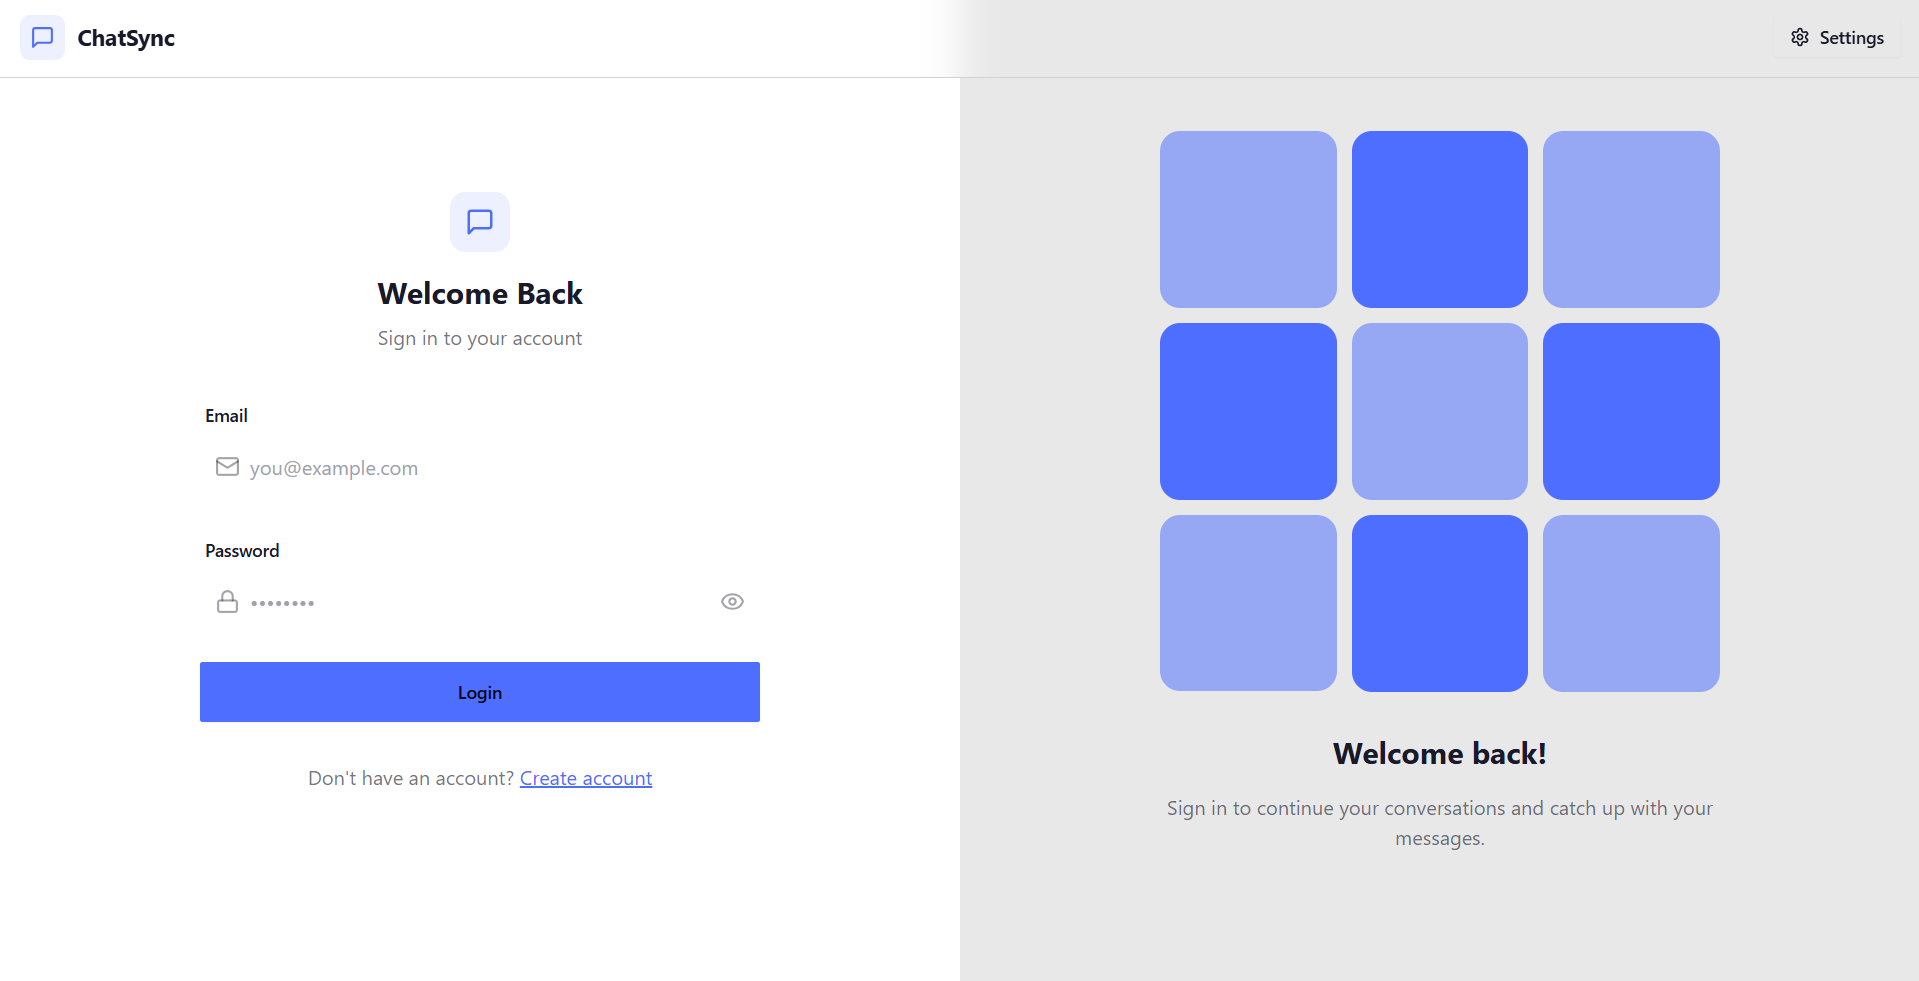 ChatSync
Settings
Welcome Back
Sign in to your account
Email
you@example.com
Password
••••••••
Login
Don't have an account? Create account
Welcome back!
Sign in to continue your conversations and catch up with your
messages.